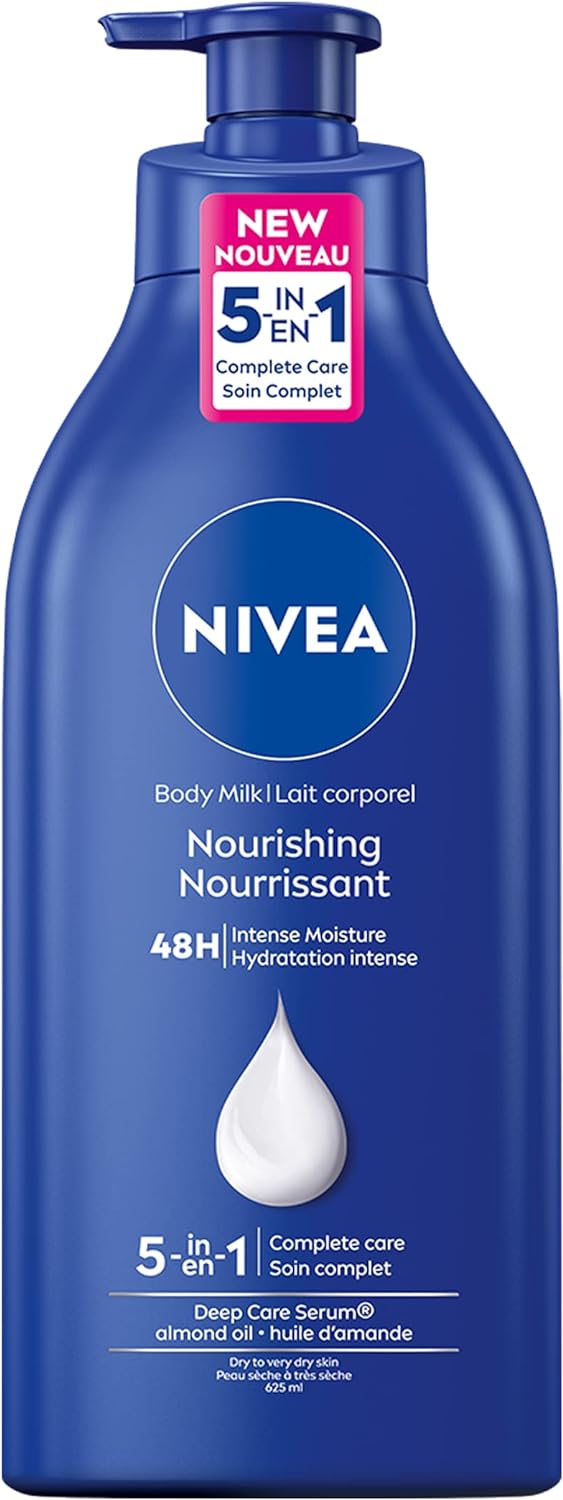 NEW
NOUVEAU
5-IN EN-1
Complete Care
Soin Complet
NIVEA
Body Milk | Lait corporel
Nourishing
Nourrissant
48H | Intense Moisture
Hydratation intense
5-in en-1 | Complete care
Soin complet
Deep Care Serum®
almond oil • huile d'amande
Dry to very dry skin
Peau sèche à très sèche
625 ml